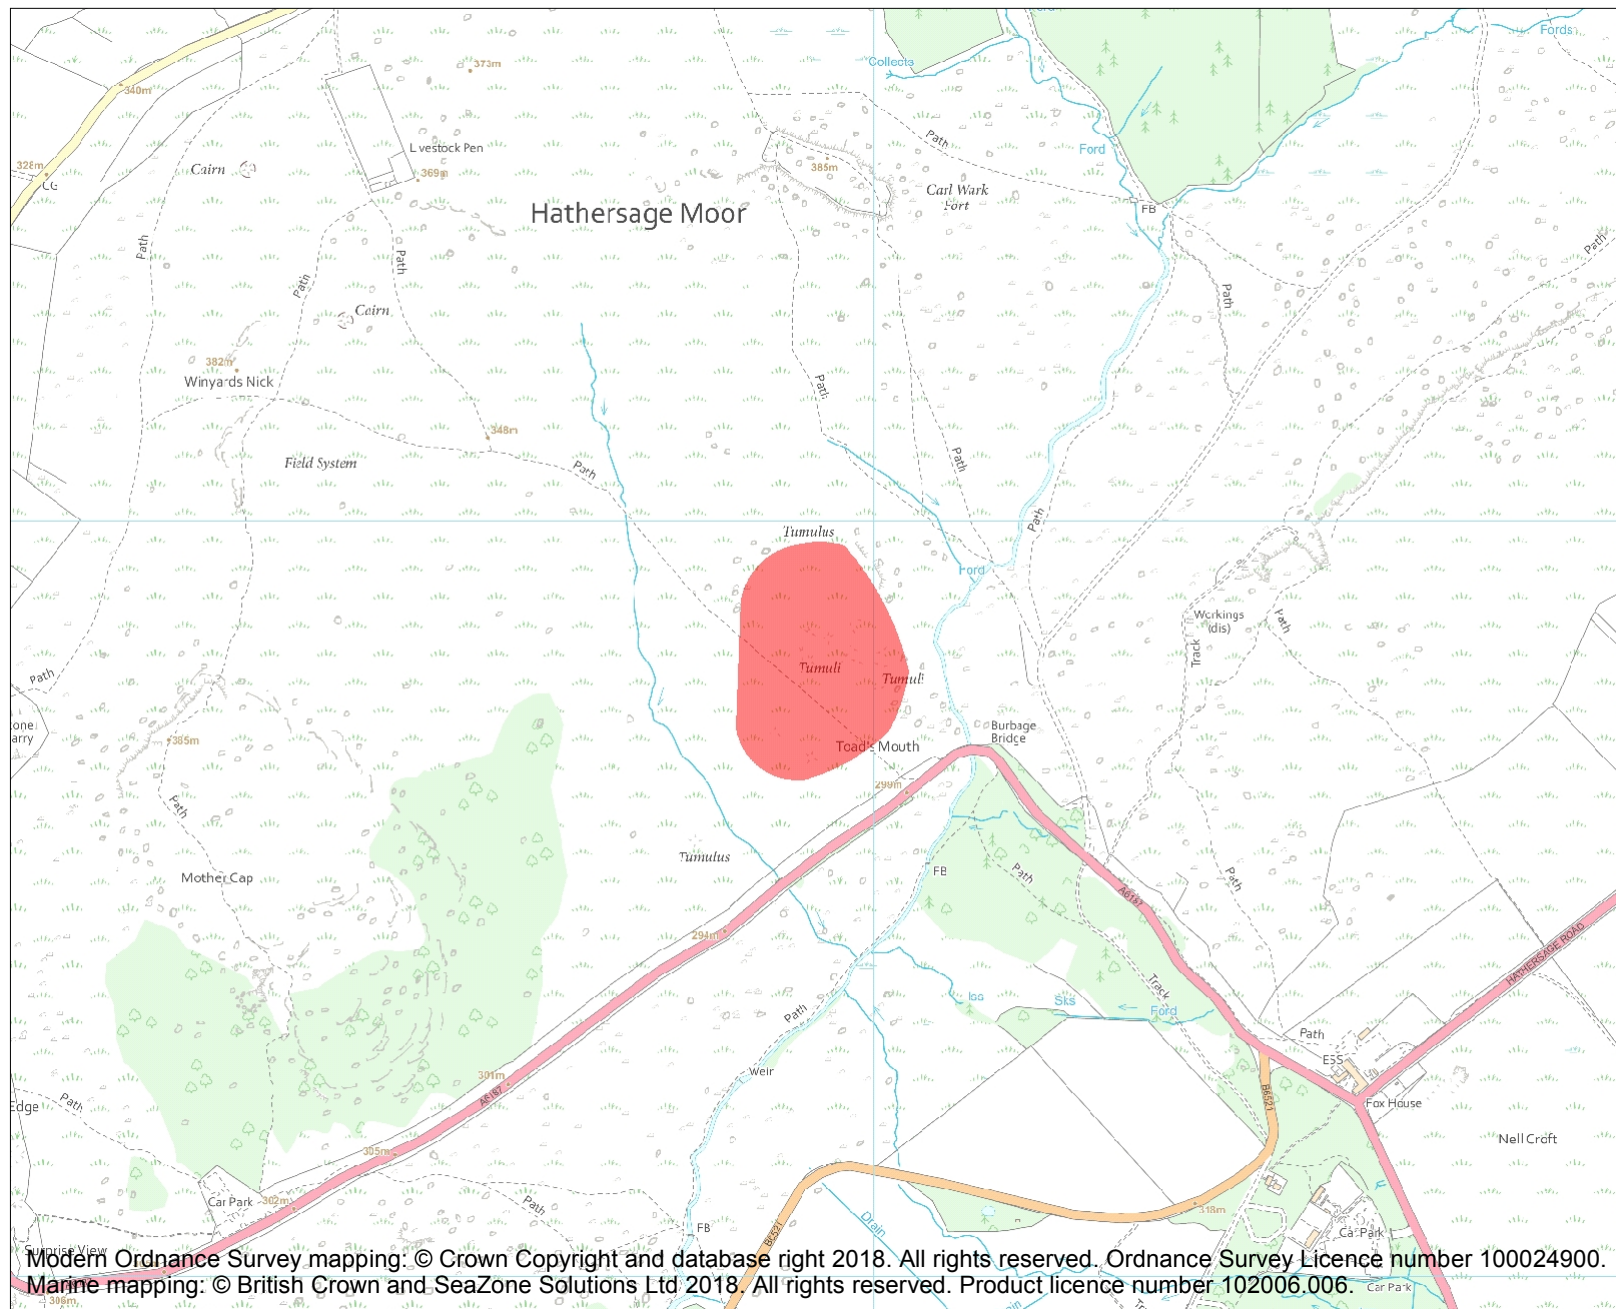 Ford
Fords
Collects
373m
340m
Path
Livestock Pen
Ford
328m
CG
Cairn
369m
385m
Carl Wark
Fort
FB
Hathersage Moor
Path
Path
Path
Path
Path
Cairn
382m
Winyards Nick
Path
348m
Field System
Path
Path
Path
Tumulus
Ford
Workings
(dis)
Path
Track
Path
Tumuli
Tumuli
385m
Toad's Mouth
Burbage
Bridge
299m
Path
Tumulus
FB
Path
Path
Mother Cap
A6187
294m
HATHERSAGE ROAD
Path
Track
Sks
Ford
Path
ESS
Weir
301m
A6187
B6521
Edge
Path
Fox House
Nell Croft
305m
Car Park
302m
Path
318m
Drain
FB
B6521
Car Park
Surprise View
Modern Ordnance Survey mapping: © Crown Copyright and database right 2018. All rights reserved. Ordnance Survey Licence number 100024900.
Marine mapping: © British Crown and SeaZone Solutions Ltd 2018. All rights reserved. Product licence number 102006.006.
Car Park
306m